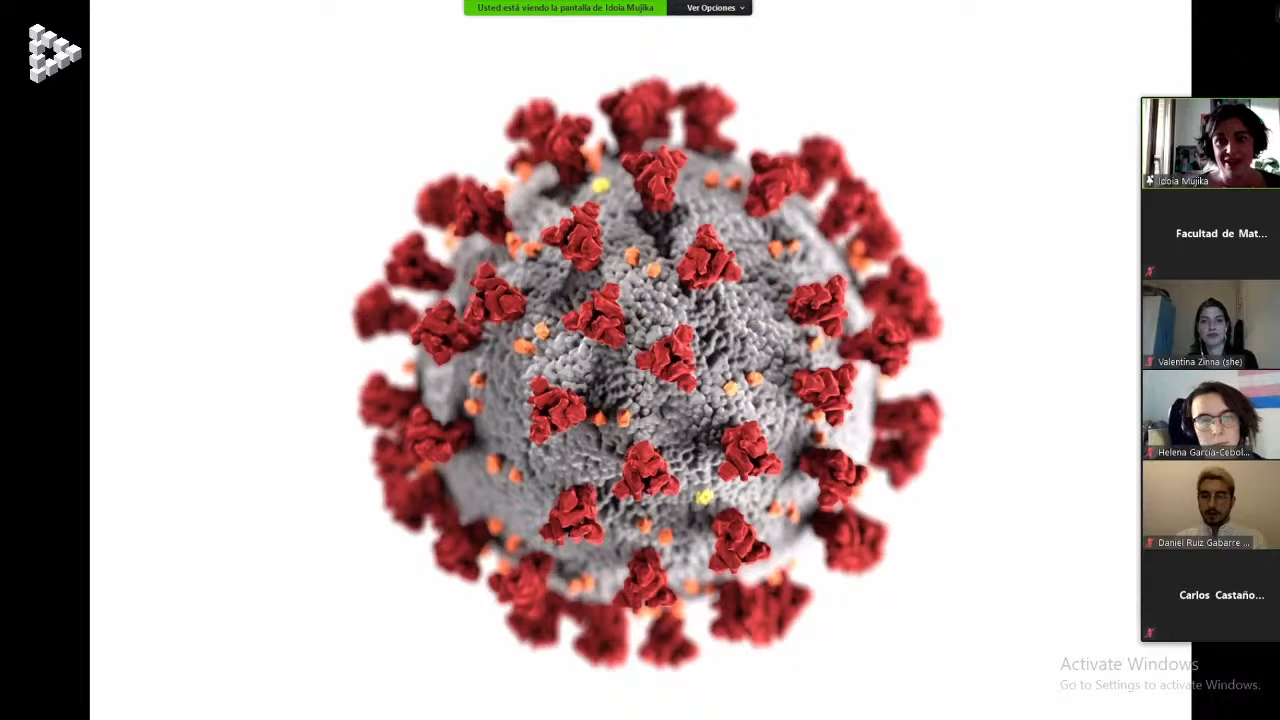 Usted está viendo la pantalla de Idoia Mujika
Ver Opciones
Idoia Mujika
Facultad de Mat...
Valentina Zinna (she)
Helena García-Cebol...
Daniel Ruiz Gabarre ...
Carlos Castaño...
Activate Windows
Go to Settings to activate Windows.